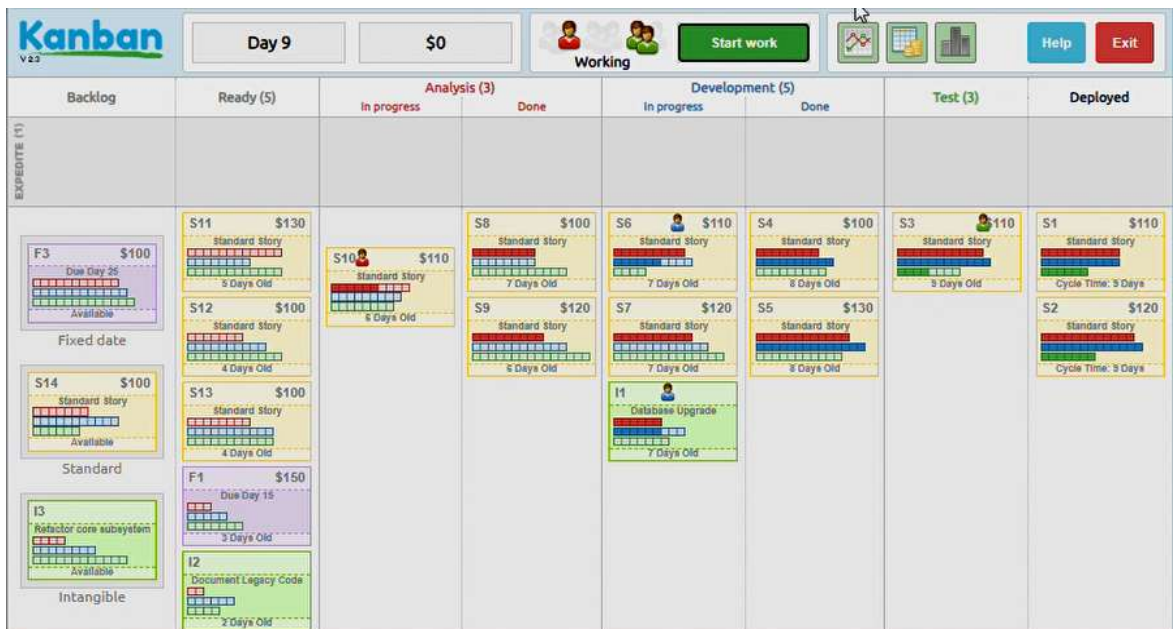 Kanban
V 2.3
Day 9
$0
Working
Start work
Help
Exit
Backlog
Ready (5)
Analysis (3)
In progress
Done
Development (5)
In progress
Done
Test (3)
Deployed
EXPEDITE (1)
F3 $100
Due Day 25
Available
Fixed date
S14 $100
Standard Story
Available
Standard
I3
Refactor core subsystem
Available
Intangible
S11 $130
Standard Story
5 Days Old
S12 $100
Standard Story
4 Days Old
S13 $100
Standard Story
4 Days Old
F1 $150
Due Day 15
3 Days Old
I2
Document Legacy Code
2 Days Old
S10 $110
Standard Story
6 Days Old
S8 $100
Standard Story
7 Days Old
S9 $120
Standard Story
6 Days Old
S6 $110
Standard Story
7 Days Old
S7 $120
Standard Story
7 Days Old
I1
Database Upgrade
7 Days Old
S4 $100
Standard Story
8 Days Old
S5 $130
Standard Story
8 Days Old
S3 $110
Standard Story
9 Days Old
S1 $110
Standard Story
Cycle Time: 9 Days
S2 $120
Standard Story
Cycle Time: 9 Days